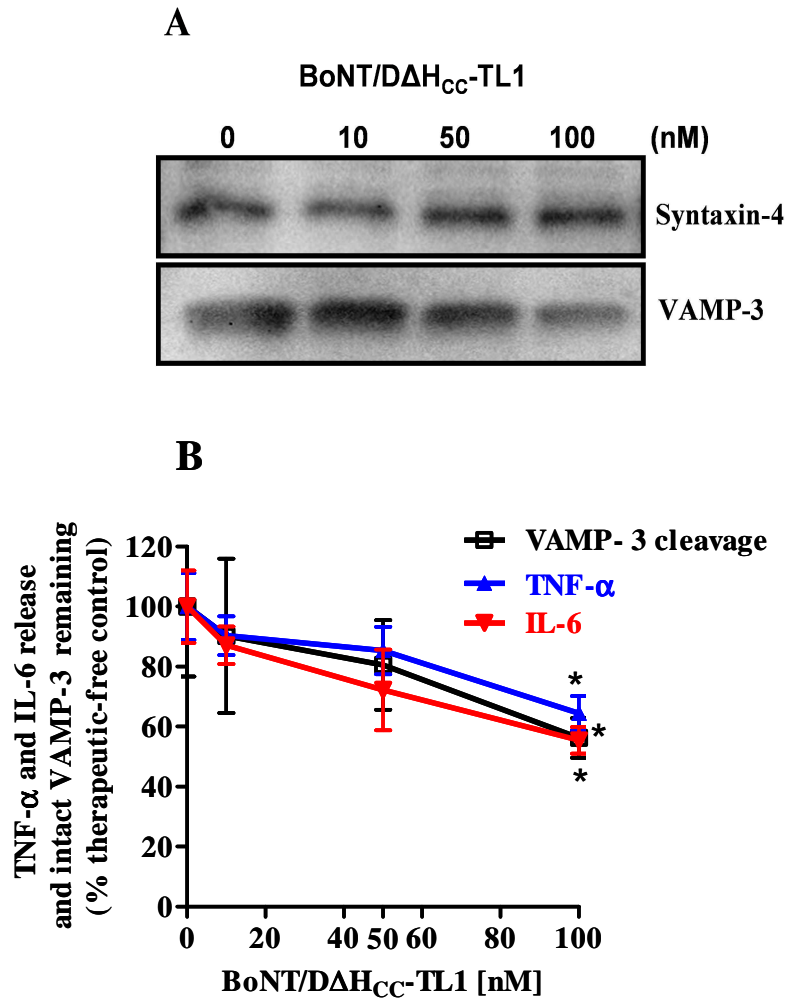 A
BoNT/DΔHCC-TL1
0 10 50 100 (nM)
Syntaxin-4
VAMP-3
B
TNF-α and IL-6 release
and intact VAMP-3 remaining
(% therapeutic-free control)
120
100
80
60
40
20
0
VAMP- 3 cleavage
TNF-α
IL-6
*
*
*
0 20 40 50 60 80 100
BoNT/DΔHCC-TL1 [nM]